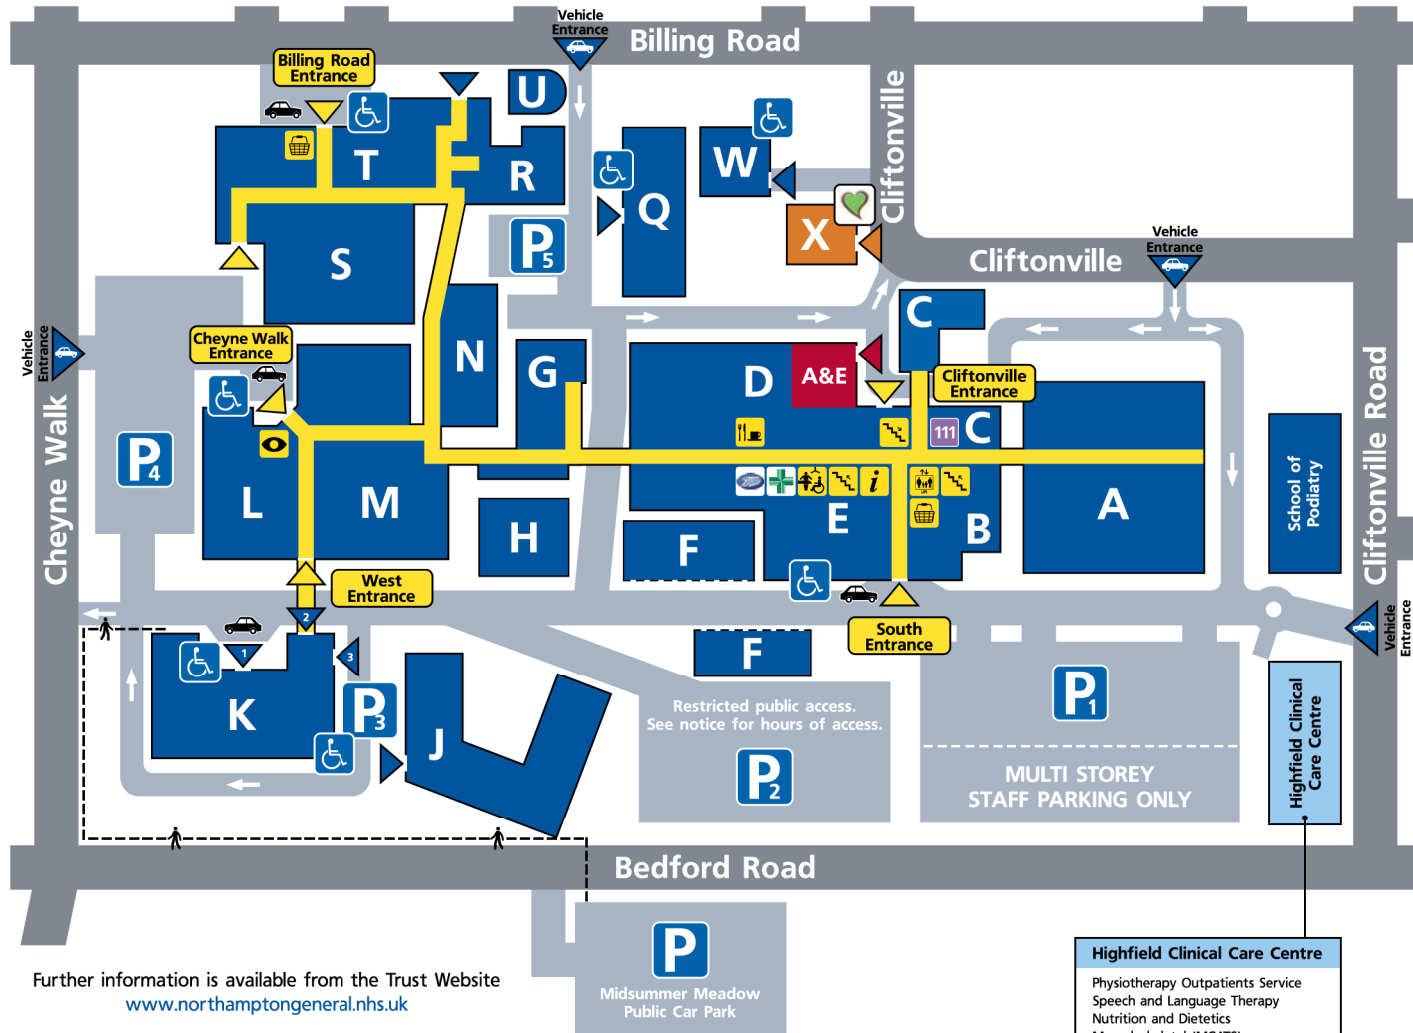 Vehicle
Entrance
Billing Road
Billing Road
Entrance
U
Cliftonville
T
R
W
Q
X
P5
S
Cliftonville
Vehicle
Entrance
C
Vehicle
Entrance
Cheyne Walk
Entrance
N
G
D
A&E
Cliftonville
Entrance
111
C
Cheyne Walk
P4
L
M
H
F
Boots
i
LIFT
E
B
A
School of
Podiatry
Cliftonville Road
West
Entrance
2
1
3
South
Entrance
Vehicle
Entrance
K
P3
J
F
Restricted public access.
See notice for hours of access.
P2
P1
MULTI STOREY
STAFF PARKING ONLY
Highfield Clinical
Care Centre
Bedford Road
P
Midsummer Meadow
Public Car Park
Further information is available from the Trust Website
www.northamptongeneral.nhs.uk
Highfield Clinical Care Centre
Physiotherapy Outpatients Service
Speech and Language Therapy
Nutrition and Dietetics